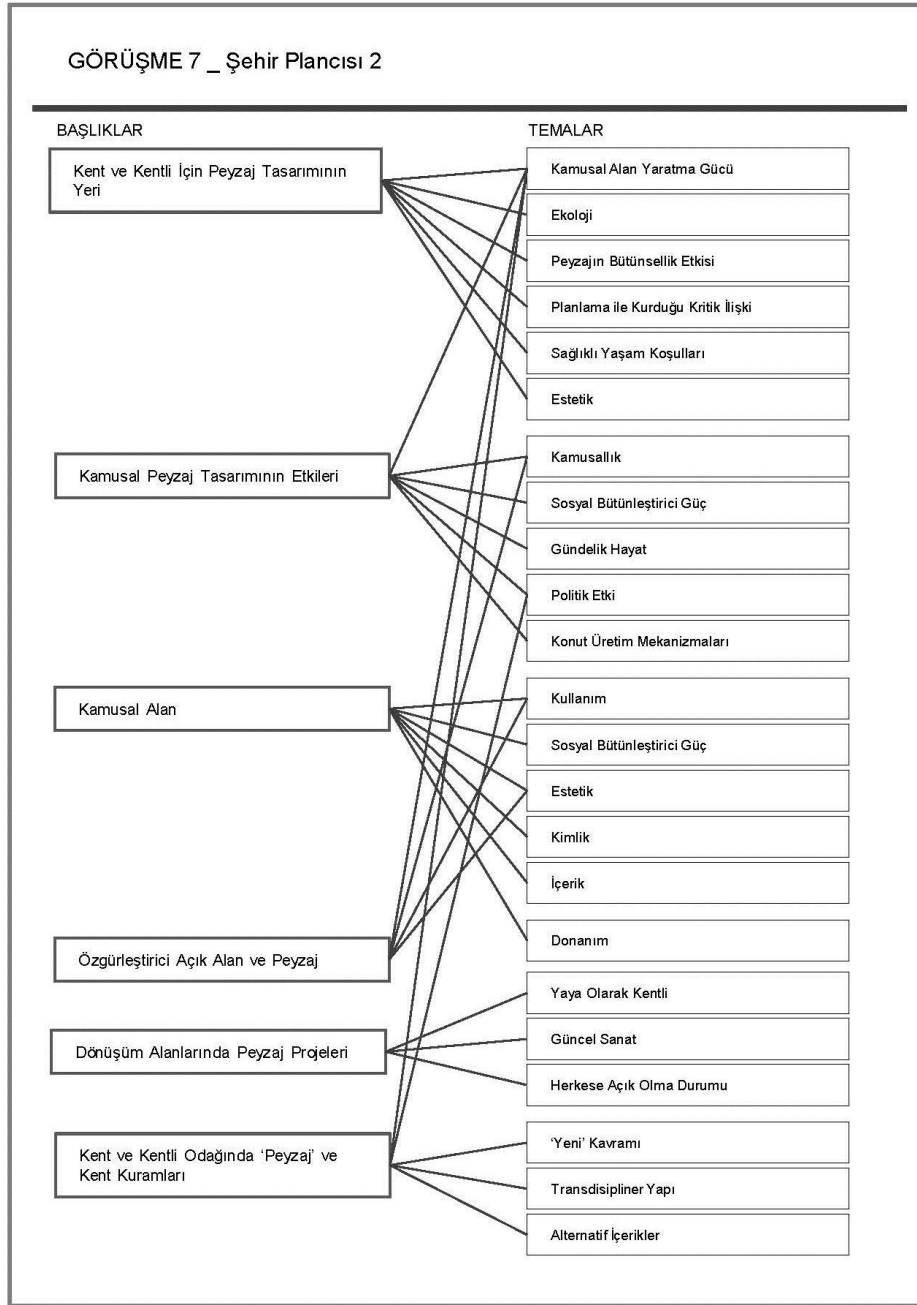 GÖRÜŞME 7 _ Şehir Plancısı 2
BAŞLIKLAR
Kent ve Kentli İçin Peyzaj Tasarımının
Yeri
Kamusal Peyzaj Tasarımının Etkileri
Kamusal Alan
Özgürleştirici Açık Alan ve Peyzaj
Dönüşüm Alanlarında Peyzaj Projeleri
Kent ve Kentli Odağında ‘Peyzaj’ ve
Kent Kuramları
TEMALAR
Kamusal Alan Yaratma Gücü
Ekoloji
Peyzajın Bütünsellik Etkisi
Planlama ile Kurduğu Kritik İlişki
Sağlıklı Yaşam Koşulları
Estetik
Kamusallık
Sosyal Bütünleştirici Güç
Gündelik Hayat
Politik Etki
Konut Üretim Mekanizmaları
Kullanım
Sosyal Bütünleştirici Güç
Estetik
Kimlik
İçerik
Donanım
Yaya Olarak Kentli
Güncel Sanat
Herkese Açık Olma Durumu
‘Yeni’ Kavramı
Transdisipliner Yapı
Alternatif İçerikler